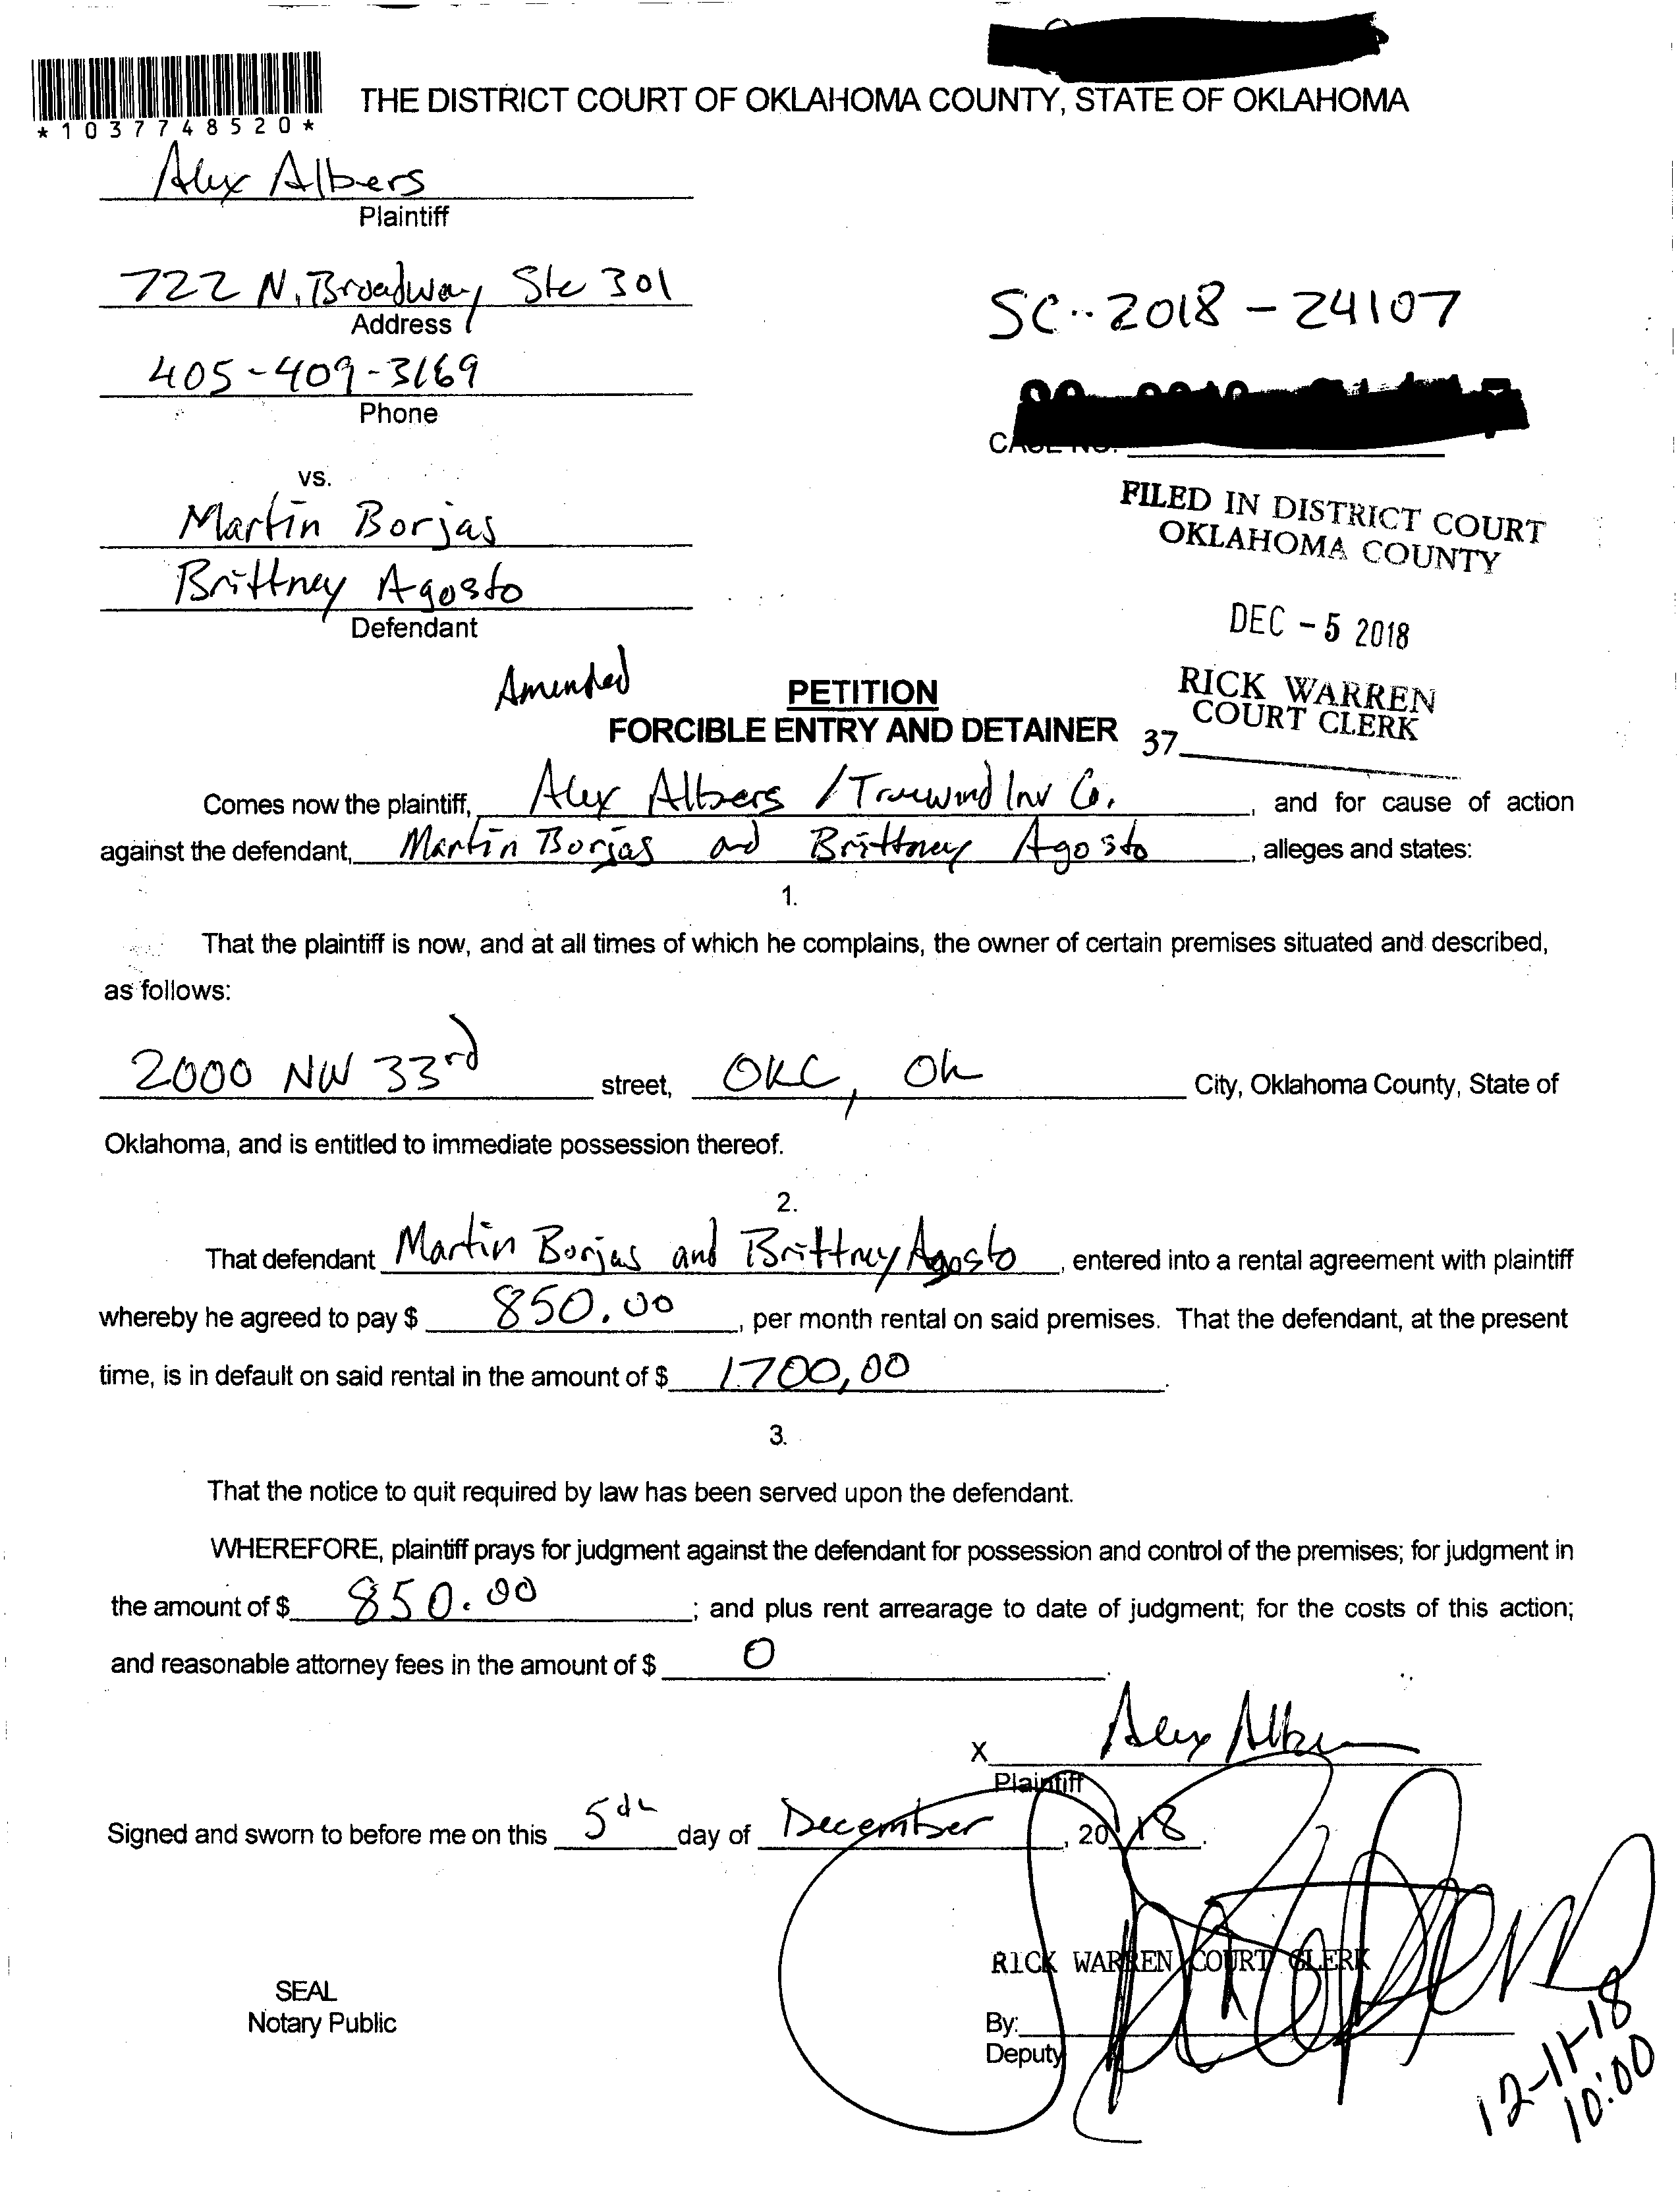 *1037748520*
THE DISTRICT COURT OF OKLAHOMA COUNTY, STATE OF OKLAHOMA
Alex Albers
Plaintiff
722 N. Broadway Ste 301
Address
405-409-3169
Phone
SC-2018-24107
CASE NO.
vs.
Martin Borjas
Brittney Agosto
Defendant
FILED IN DISTRICT COURT
OKLAHOMA COUNTY
DEC - 5 2018
RICK WARREN
COURT CLERK
37
Amended
PETITION
FORCIBLE ENTRY AND DETAINER
Comes now the plaintiff, Alex Albers / Truewind Inv Co. , and for cause of action
against the defendant, Martin Borjas and Brittney Agosto , alleges and states:
1.
That the plaintiff is now, and at all times of which he complains, the owner of certain premises situated and described,
as follows:
2000 NW 33rd street, OKC, Ok City, Oklahoma County, State of
Oklahoma, and is entitled to immediate possession thereof.
2.
That defendant Martin Borjas and Brittney Agosto , entered into a rental agreement with plaintiff
whereby he agreed to pay $ 850.00 , per month rental on said premises. That the defendant, at the present
time, is in default on said rental in the amount of $ 1700,00 .
3.
That the notice to quit required by law has been served upon the defendant.
WHEREFORE, plaintiff prays for judgment against the defendant for possession and control of the premises; for judgment in
the amount of $ 850.00 ; and plus rent arrearage to date of judgment; for the costs of this action;
and reasonable attorney fees in the amount of $ 0 .
X Alex Albers
Plaintiff
Signed and sworn to before me on this 5th day of December , 20 18 .
RICK WARREN COURT CLERK
SEAL
Notary Public
By:
Deputy
12-11-18
10:00